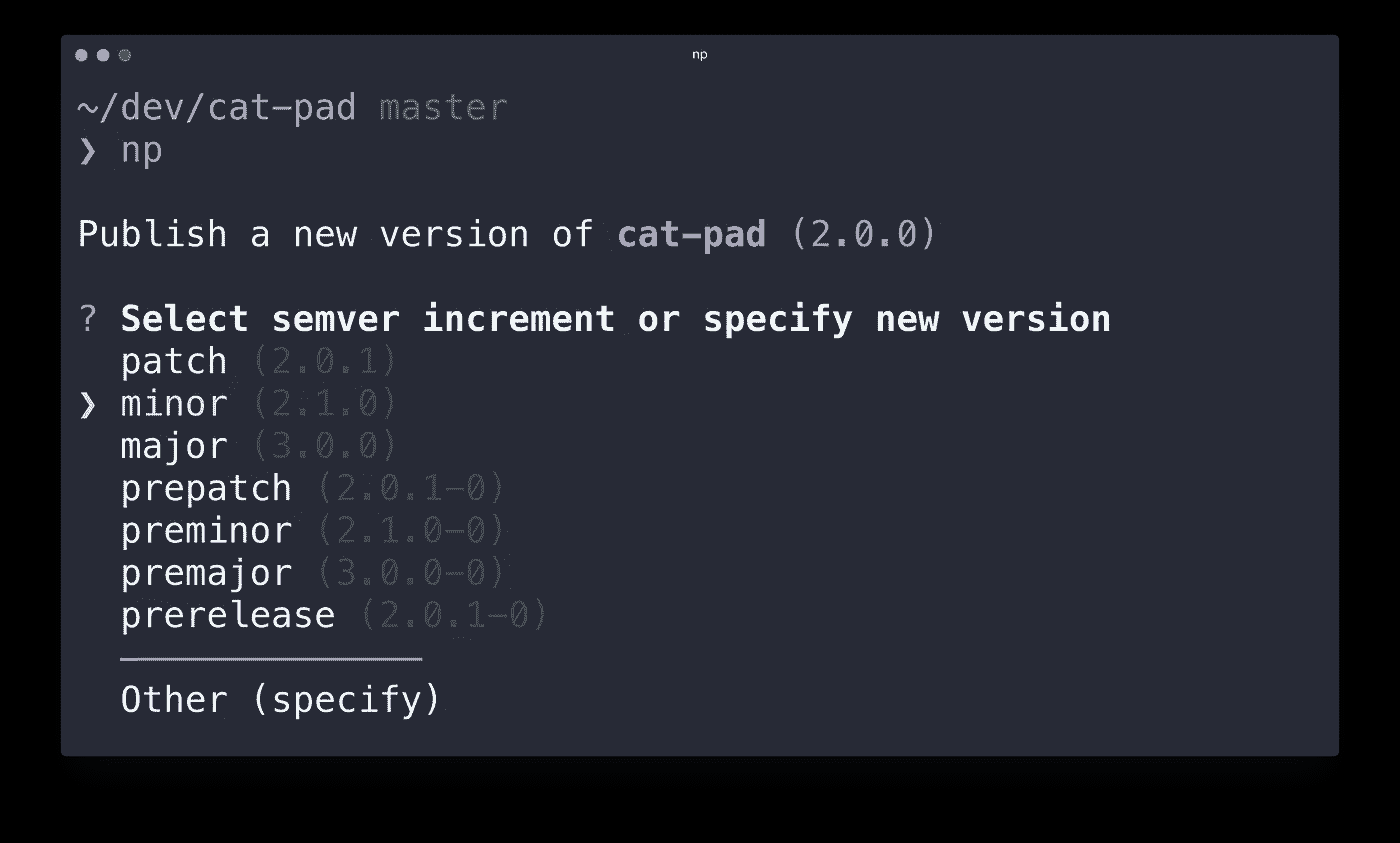 np
~/dev/cat-pad master
❯ np
Publish a new version of cat-pad (2.0.0)
? Select semver increment or specify new version
patch (2.0.1)
❯ minor (2.1.0)
major (3.0.0)
prepatch (2.0.1-0)
preminor (2.1.0-0)
premajor (3.0.0-0)
prerelease (2.0.1-0)
Other (specify)